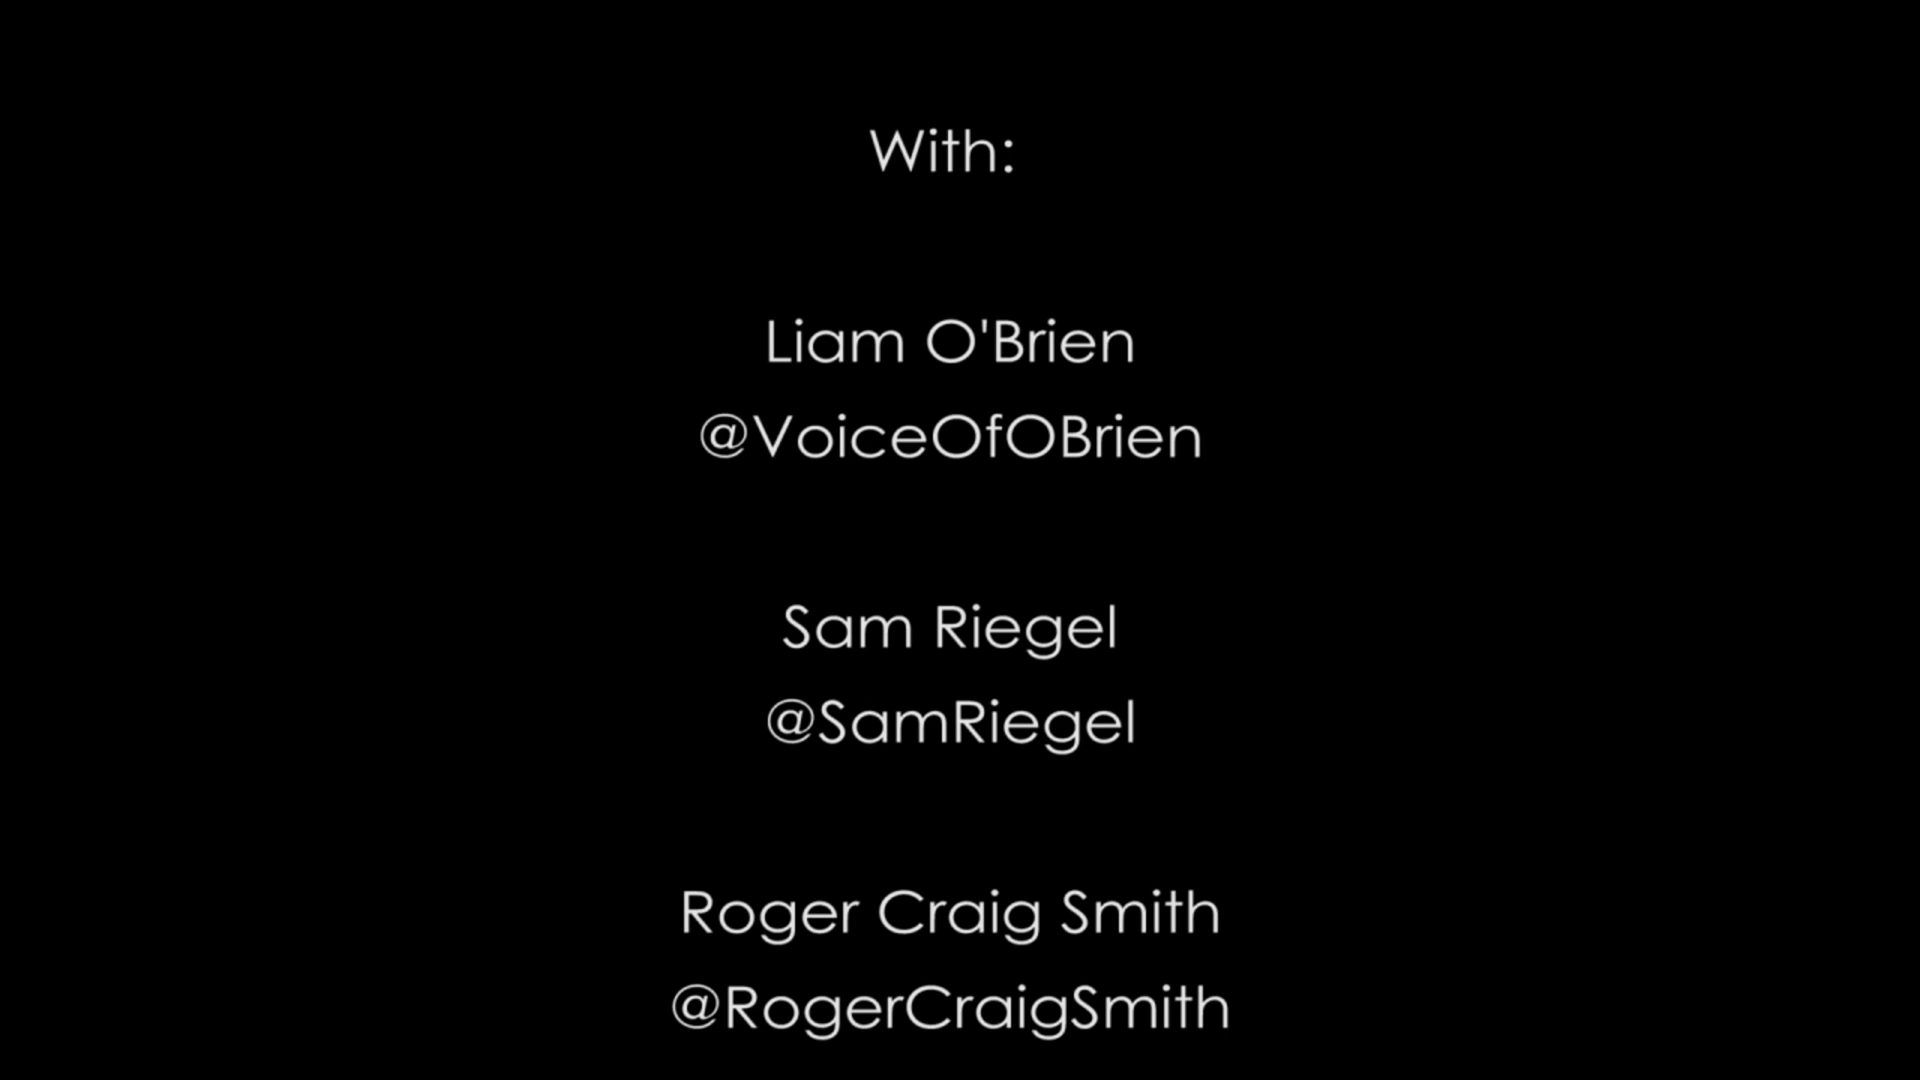 With:
Liam O'Brien
@VoiceOfOBrien
Sam Riegel
@SamRiegel
Roger Craig Smith
@RogerCraigSmith